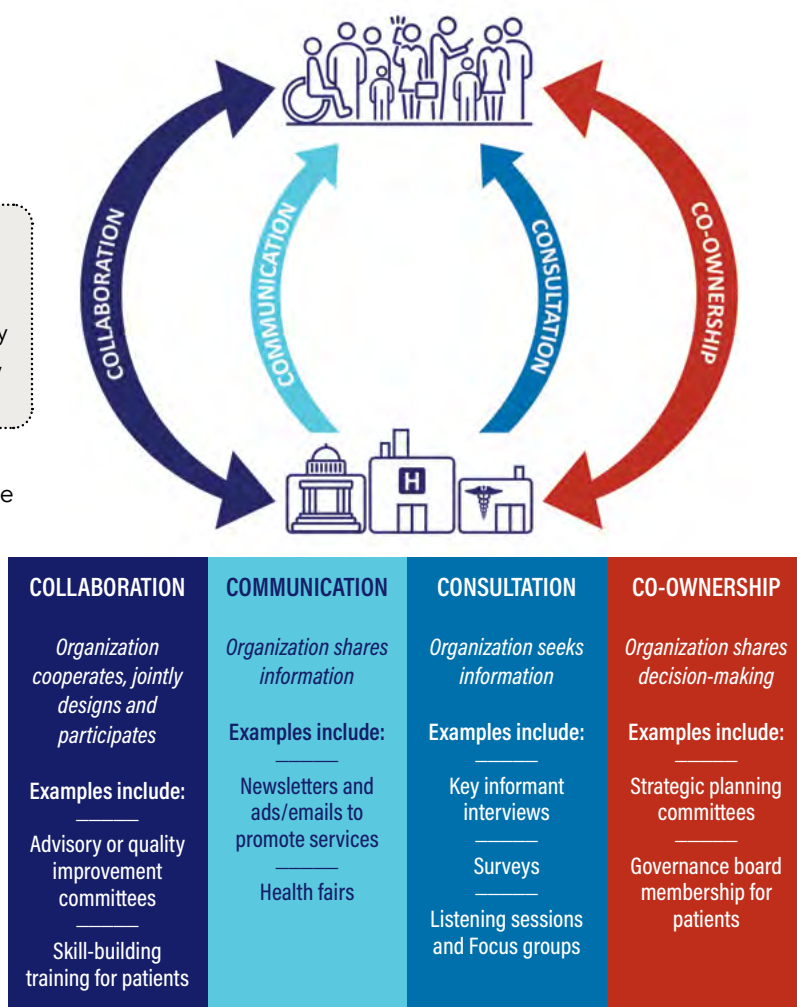 COLLABORATION
COMMUNICATION
CONSULTATION
CO-OWNERSHIP
y
e
H
COLLABORATION
Organization
cooperates, jointly
designs and
participates
Examples include:
Advisory or quality
improvement
committees
Skill-building
training for patients
COMMUNICATION
Organization shares
information
Examples include:
Newsletters and
ads/emails to
promote services
Health fairs
CONSULTATION
Organization seeks
information
Examples include:
Key informant
interviews
Surveys
Listening sessions
and Focus groups
CO-OWNERSHIP
Organization shares
decision-making
Examples include:
Strategic planning
committees
Governance board
membership for
patients